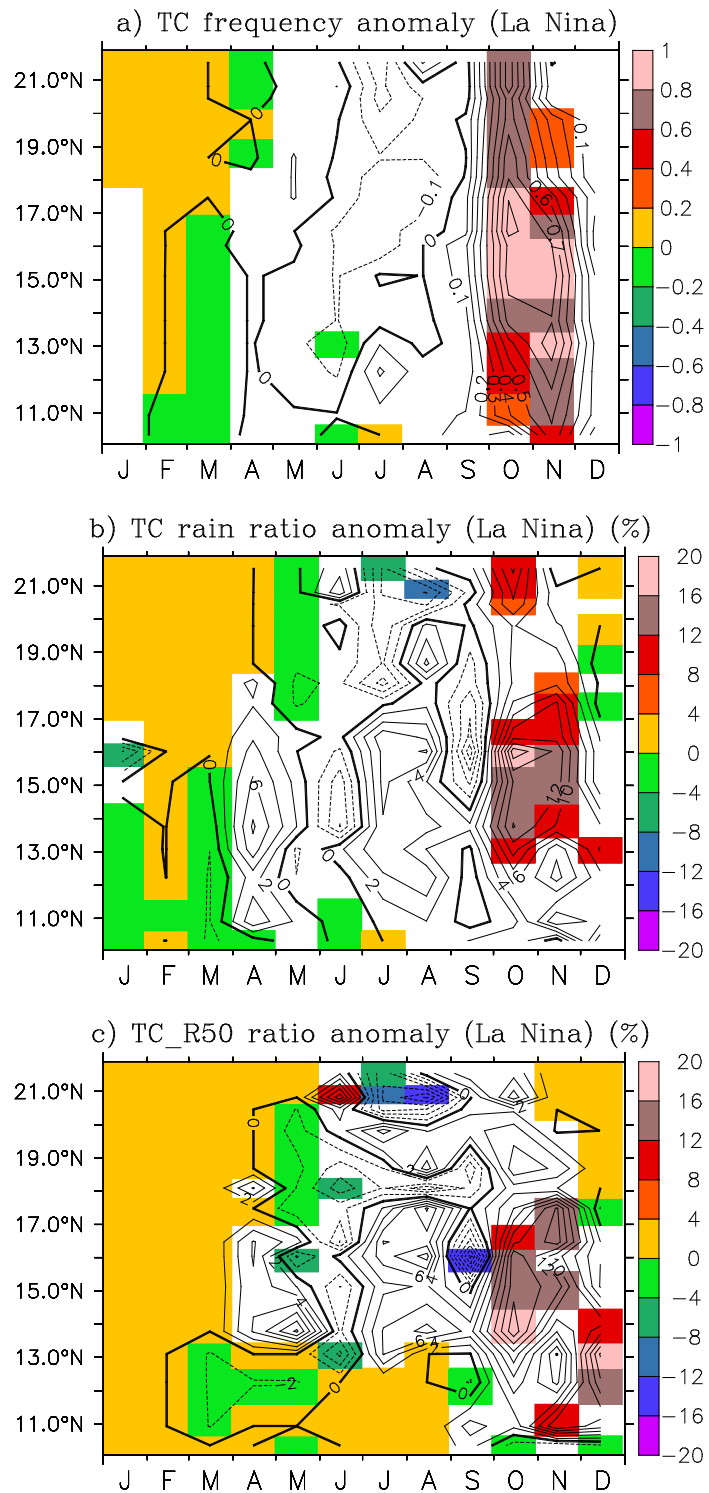 a) TC frequency anomaly (La Nina)
21.0°N
19.0°N
17.0°N
15.0°N
13.0°N
11.0°N
J F M A M J J A S O N D
1
0.8
0.6
0.4
0.2
0
−0.2
−0.4
−0.6
−0.8
−1
b) TC rain ratio anomaly (La Nina) (%)
21.0°N
19.0°N
17.0°N
15.0°N
13.0°N
11.0°N
J F M A M J J A S O N D
20
16
12
8
4
0
−4
−8
−12
−16
−20
c) TC_R50 ratio anomaly (La Nina) (%)
21.0°N
19.0°N
17.0°N
15.0°N
13.0°N
11.0°N
J F M A M J J A S O N D
20
16
12
8
4
0
−4
−8
−12
−16
−20